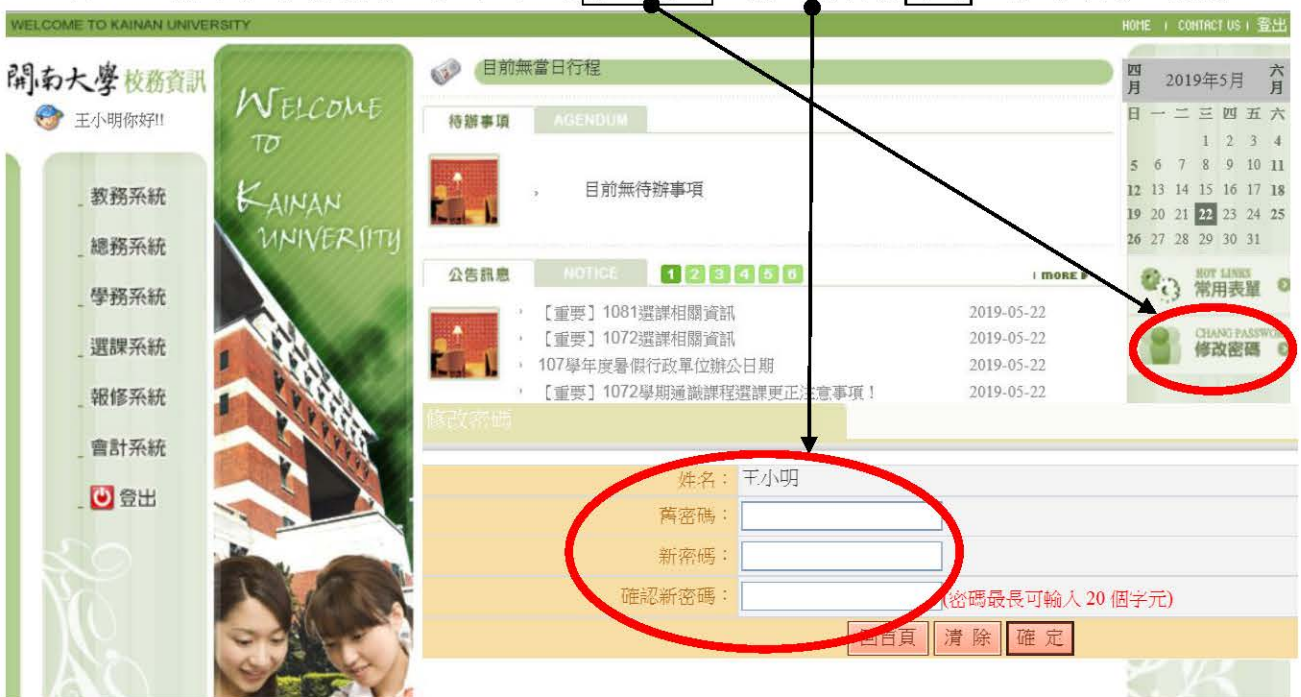 WELCOME TO KAINAN UNIVERSITY
HOME | CONTACT US | 登出
開南大學 校務資訊
王小明你好!!
教務系統
總務系統
學務系統
選課系統
報修系統
會計系統
登出
WELCOME
TO
KAINAN
UNIVERSITY
目前無當日行程
待辦事項 AGENDUM
目前無待辦事項
公告訊息 NOTICE 1 2 3 4 5 6 | MORE
【重要】1081選課相關資訊 2019-05-22
【重要】1072選課相關資訊 2019-05-22
107學年度暑假行政單位辦公日期 2019-05-22
【重要】1072學期通識課程選課更正注意事項！ 2019-05-22
四月 2019年5月 六月
日 一 二 三 四 五 六
1 2 3 4
5 6 7 8 9 10 11
12 13 14 15 16 17 18
19 20 21 22 23 24 25
26 27 28 29 30 31
HOT LINKS
常用表單
CHANG PASSWO
修改密碼
修改密碼
姓名： 王小明
舊密碼：
新密碼：
確認新密碼： (密碼最長可輸入 20 個字元)
回首頁 清 除 確 定